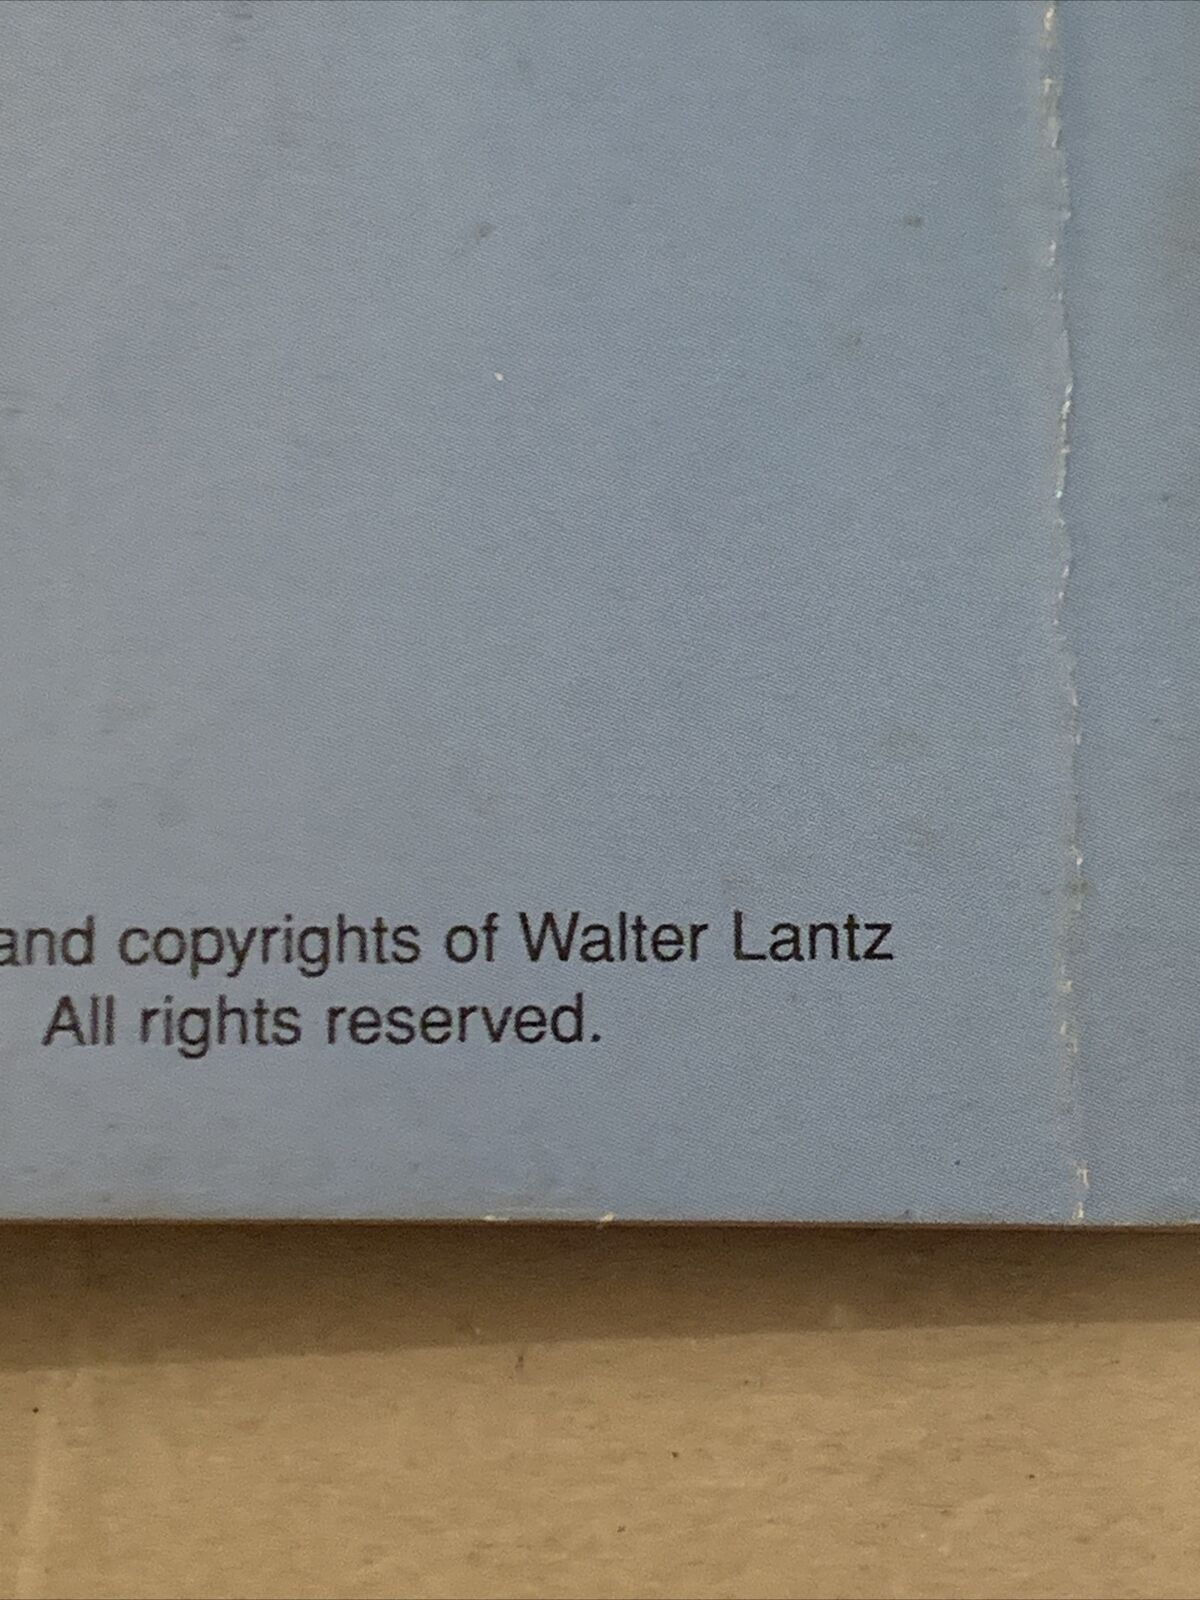 and copyrights of Walter Lantz
All rights reserved.